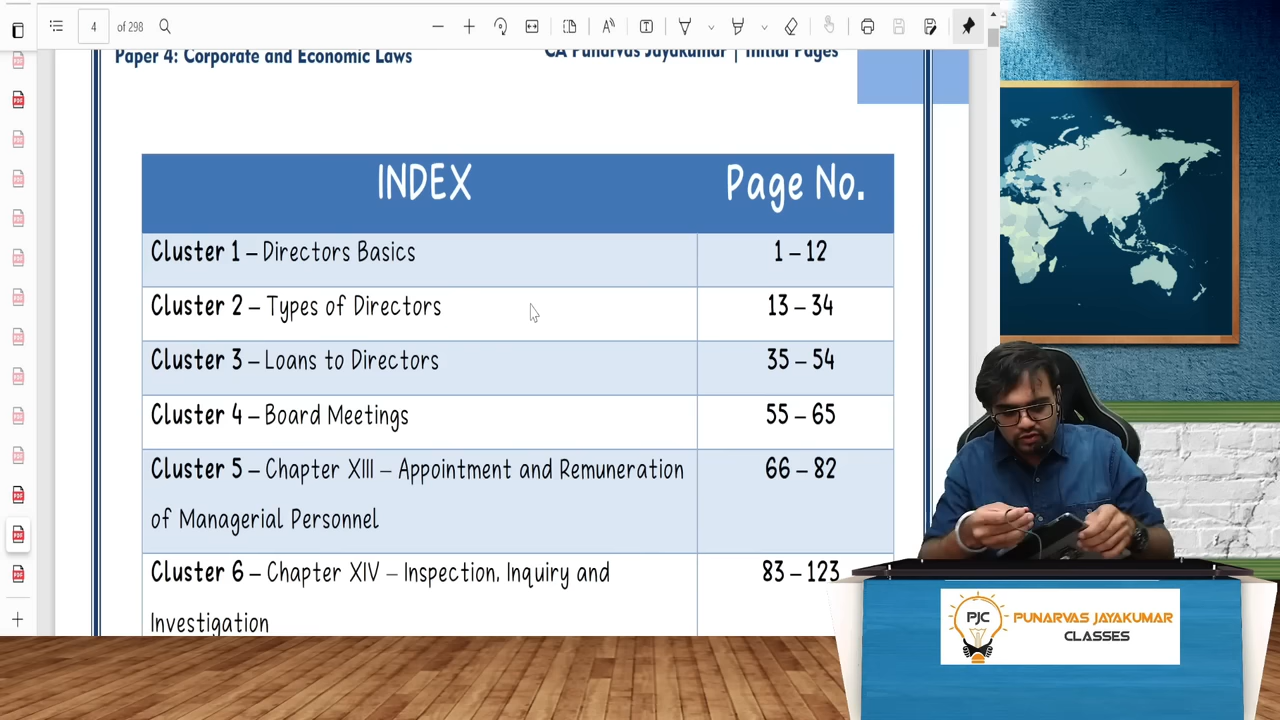 4 of 298
Paper 4: Corporate and Economic Laws
CA Punarvas Jayakumar | Initial Pages
INDEX Page No.
Cluster 1 – Directors Basics 1 – 12
Cluster 2 – Types of Directors 13 – 34
Cluster 3 – Loans to Directors 35 – 54
Cluster 4 – Board Meetings 55 – 65
Cluster 5 – Chapter XIII – Appointment and Remuneration 66 – 82
of Managerial Personnel
Cluster 6 – Chapter XIV – Inspection, Inquiry and 83 – 123
Investigation
PJC
PUNARVAS JAYAKUMAR
CLASSES